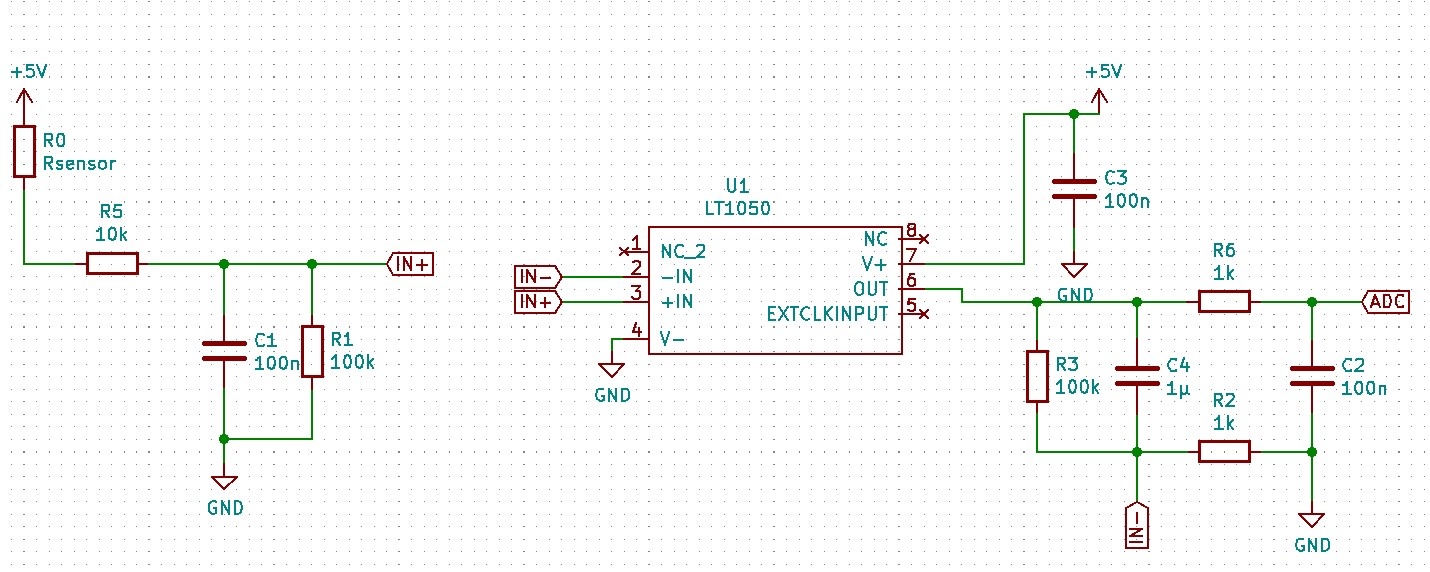 +5V
R0
Rsensor
R5
10k
IN+
C1
100n
R1
100k
GND
U1
LT1050
1
NC_2
IN-
2
-IN
IN+
3
+IN
4
V-
GND
NC
8
V+
7
OUT
6
EXTCLKINPUT
5
+5V
C3
100n
GND
R6
1k
ADC
R3
100k
C4
1µ
R2
1k
C2
100n
IN-
GND